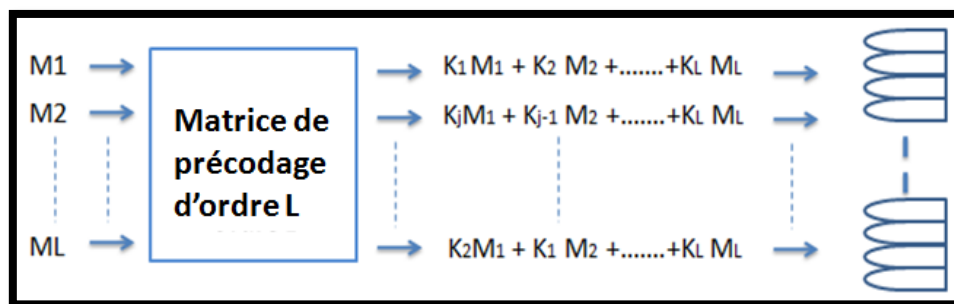 M1
K1 M1 + K2 M2 +.......+KL ML
M2
KjM1 + Kj-1 M2 +.......+KL ML
Matrice de
précodage
d'ordre L
ML
K2M1 + K1 M2 +.......+KL ML